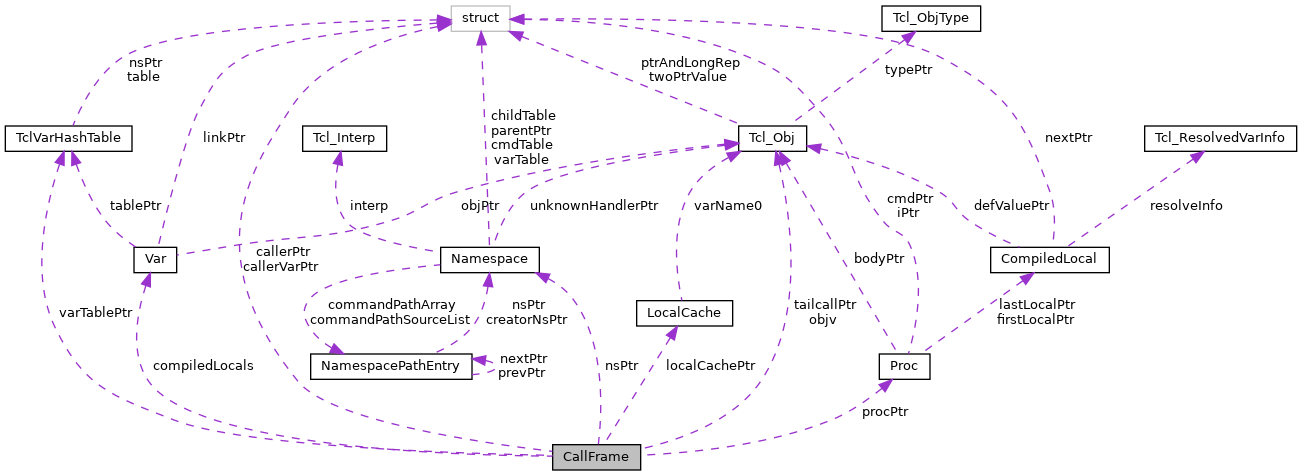 struct
Tcl_ObjType
nsPtr
table
ptrAndLongRep
twoPtrValue
typePtr
TclVarHashTable
linkPtr
Tcl_Interp
childTable
parentPtr
cmdTable
varTable
Tcl_Obj
nextPtr
Tcl_ResolvedVarInfo
tablePtr
interp
objPtr
unknownHandlerPtr
varName0
cmdPtr
iPtr
defValuePtr
resolveInfo
Var
callerPtr
callerVarPtr
Namespace
bodyPtr
CompiledLocal
varTablePtr
commandPathArray
commandPathSourceList
nsPtr
creatorNsPtr
LocalCache
tailcallPtr
objv
lastLocalPtr
firstLocalPtr
compiledLocals
NamespacePathEntry
nextPtr
prevPtr
nsPtr
localCachePtr
Proc
procPtr
CallFrame